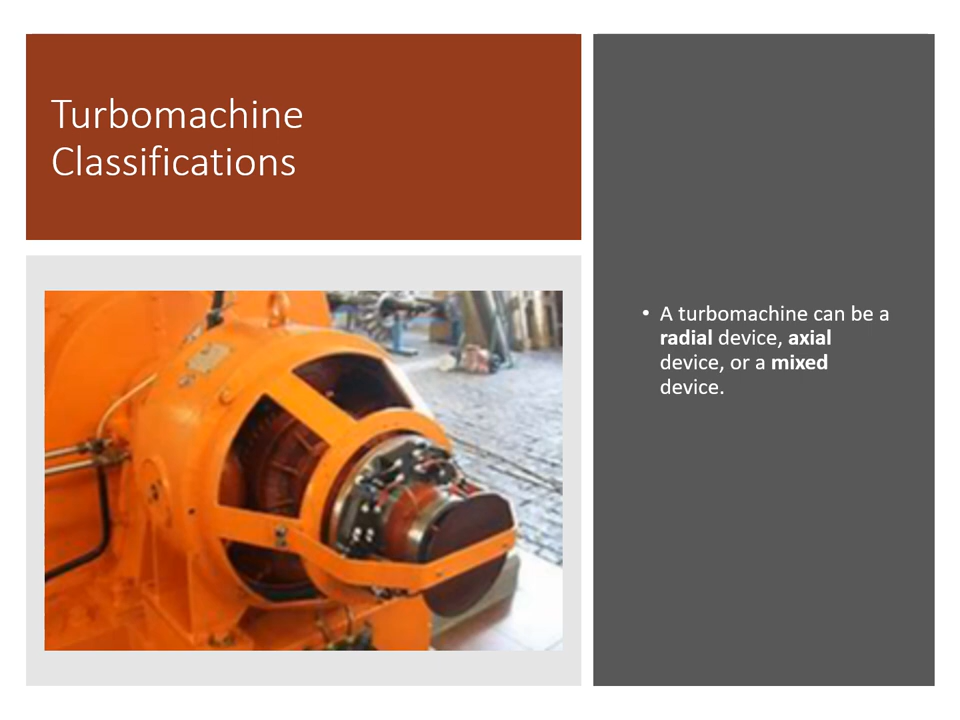 Turbomachine
Classifications
• A turbomachine can be a
radial device, axial
device, or a mixed
device.